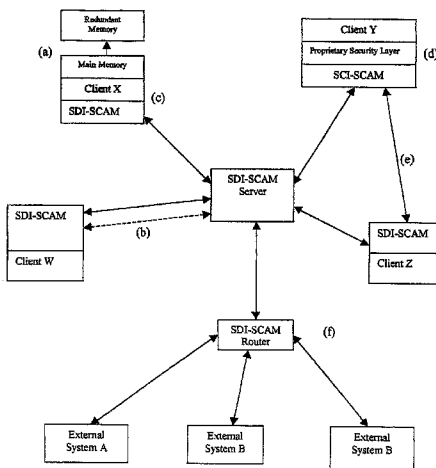 Redundant
Memory
(a)
Main Memory
Client X
(c)
SDI-SCAM
Client Y
Proprietary Security Layer
(d)
SCI-SCAM
(e)
SDI-SCAM
Server
SDI-SCAM
(b)
Client W
SDI-SCAM
Client Z
SDI-SCAM
Router
(f)
External
System A
External
System B
External
System B